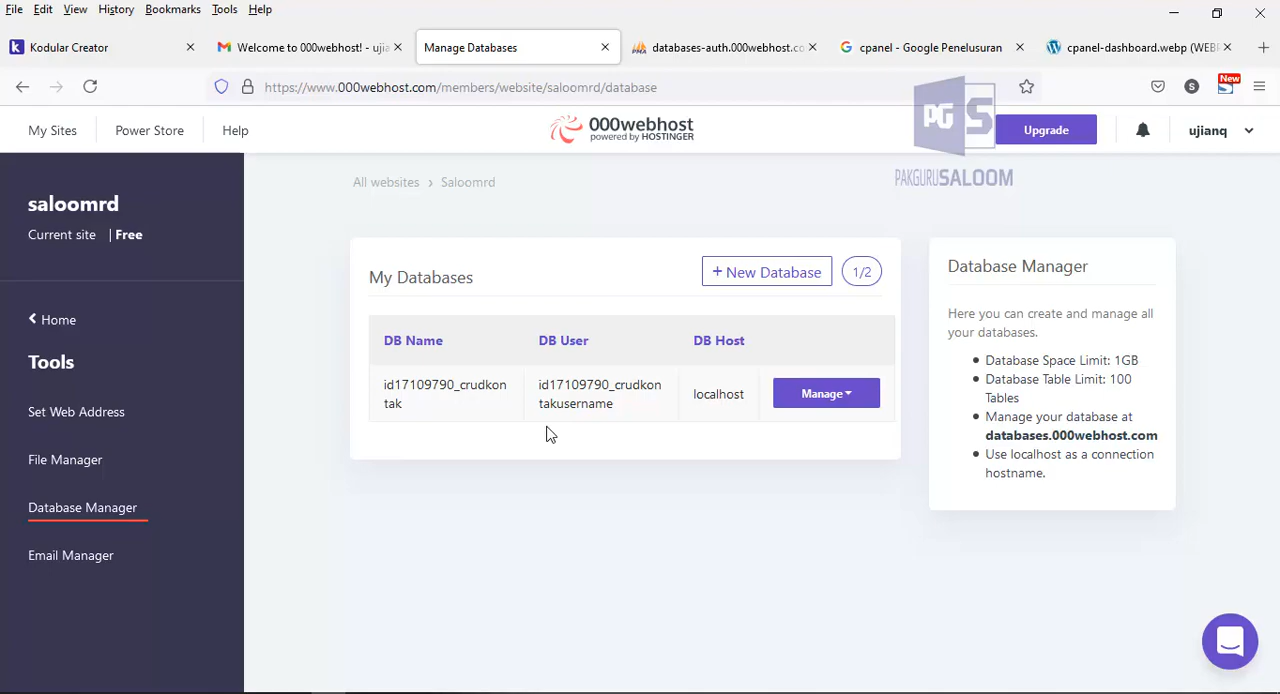 File Edit View History Bookmarks Tools Help
Kodular Creator
Welcome to 000webhost! - ujia
Manage Databases
databases-auth.000webhost.co
cpanel - Google Penelusuran
cpanel-dashboard.webp (WEBP
https://www.000webhost.com/members/website/saloomrd/database
S
New
My Sites
Power Store
Help
000webhost
powered by HOSTINGER
PG S
PAKGURUSALOOM
Upgrade
ujianq
saloomrd
Current site | Free
Home
Tools
Set Web Address
File Manager
Database Manager
Email Manager
All websites › Saloomrd
My Databases
+ New Database
1/2
DB Name DB User DB Host
id17109790_crudkon
tak
id17109790_crudkon
takusername
localhost
Manage
Database Manager
Here you can create and manage all
your databases.
• Database Space Limit: 1GB
• Database Table Limit: 100
Tables
• Manage your database at
databases.000webhost.com
• Use localhost as a connection
hostname.